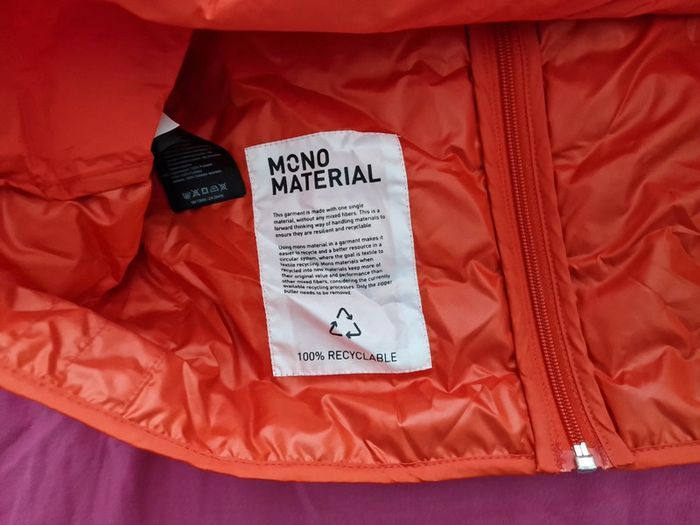 MONO
MATERIAL
This garment is made with one single
material, without any mixed fibers. This is a
forward thinking way of handling materials to
ensure they are resilient and recyclable
Using mono material in a garment makes it
easier to recycle and a better resource in a
circular system, where the goal is textile to
textile recycling. Mono materials when
recycled into new materials keep more of
their original value and performance than
other mixed fibers, considering the currently
available recycling processes. Only the zipper
puller needs to be removed.
100% RECYCLABLE